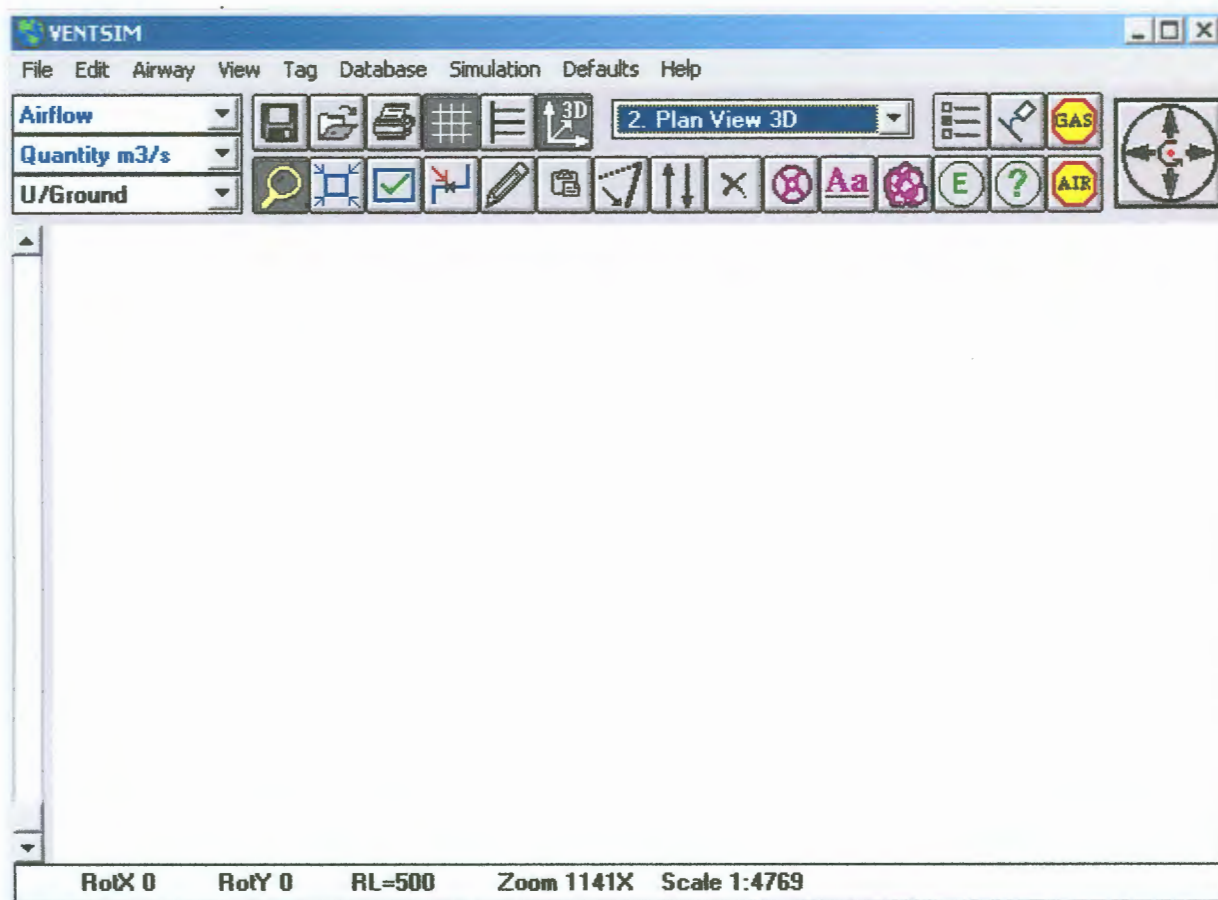 VENTSIM
File Edit Airway View Tag Database Simulation Defaults Help
Airflow
3D
2. Plan View 3D
GAS
Quantity m3/s
U/Ground
Aa
E
?
AIR
RotX 0 RotY 0 RL=500 Zoom 1141X Scale 1:4769